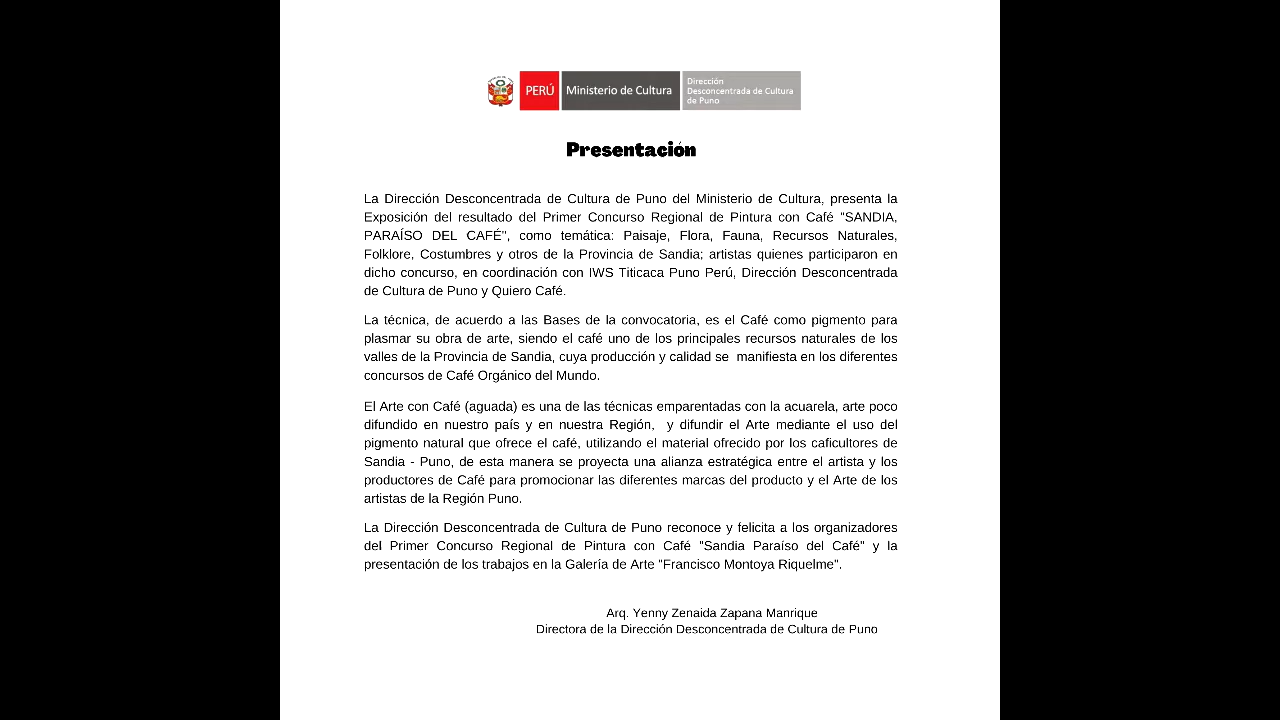 PERÚ
Ministerio de Cultura
Dirección
Desconcentrada de Cultura
de Puno
Presentación
La Dirección Desconcentrada de Cultura de Puno del Ministerio de Cultura, presenta la
Exposición del resultado del Primer Concurso Regional de Pintura con Café "SANDIA,
PARAÍSO DEL CAFÉ", como temática: Paisaje, Flora, Fauna, Recursos Naturales,
Folklore, Costumbres y otros de la Provincia de Sandia; artistas quienes participaron en
dicho concurso, en coordinación con IWS Titicaca Puno Perú, Dirección Desconcentrada
de Cultura de Puno y Quiero Café.
La técnica, de acuerdo a las Bases de la convocatoria, es el Café como pigmento para
plasmar su obra de arte, siendo el café uno de los principales recursos naturales de los
valles de la Provincia de Sandia, cuya producción y calidad se manifiesta en los diferentes
concursos de Café Orgánico del Mundo.
El Arte con Café (aguada) es una de las técnicas emparentadas con la acuarela, arte poco
difundido en nuestro país y en nuestra Región, y difundir el Arte mediante el uso del
pigmento natural que ofrece el café, utilizando el material ofrecido por los caficultores de
Sandia - Puno, de esta manera se proyecta una alianza estratégica entre el artista y los
productores de Café para promocionar las diferentes marcas del producto y el Arte de los
artistas de la Región Puno.
La Dirección Desconcentrada de Cultura de Puno reconoce y felicita a los organizadores
del Primer Concurso Regional de Pintura con Café "Sandia Paraíso del Café" y la
presentación de los trabajos en la Galería de Arte "Francisco Montoya Riquelme".
Arq. Yenny Zenaida Zapana Manrique
Directora de la Dirección Desconcentrada de Cultura de Puno